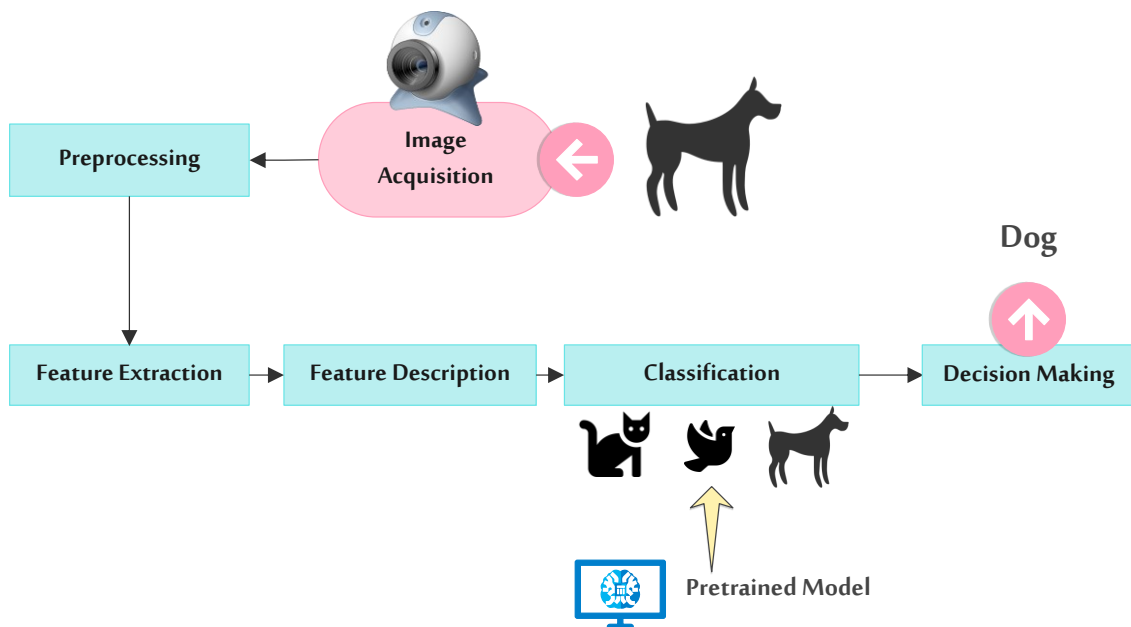 Image
Acquisition
Preprocessing
Dog
Feature Extraction
Feature Description
Classification
Decision Making
Pretrained Model